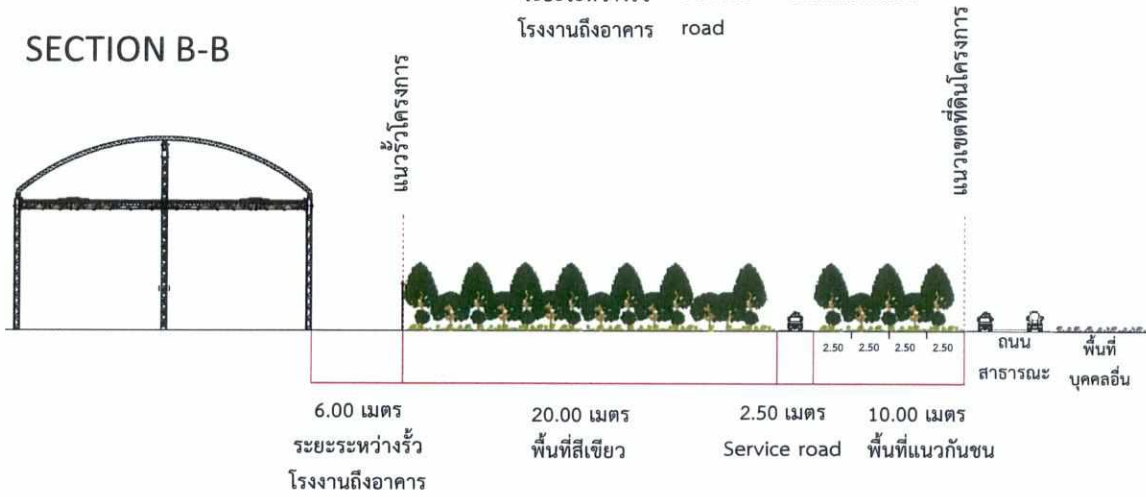 โรงงานถึงอาคาร road
SECTION B-B
แนวรั้วโครงการ
แนวเขตที่ดินโครงการ
2.50 2.50 2.50 2.50
ถนน
สาธารณะ
พื้นที่
บุคคลอื่น
6.00 เมตร
ระยะระหว่างรั้ว
โรงงานถึงอาคาร
20.00 เมตร
พื้นที่สีเขียว
2.50 เมตร
Service road
10.00 เมตร
พื้นที่แนวกันชน